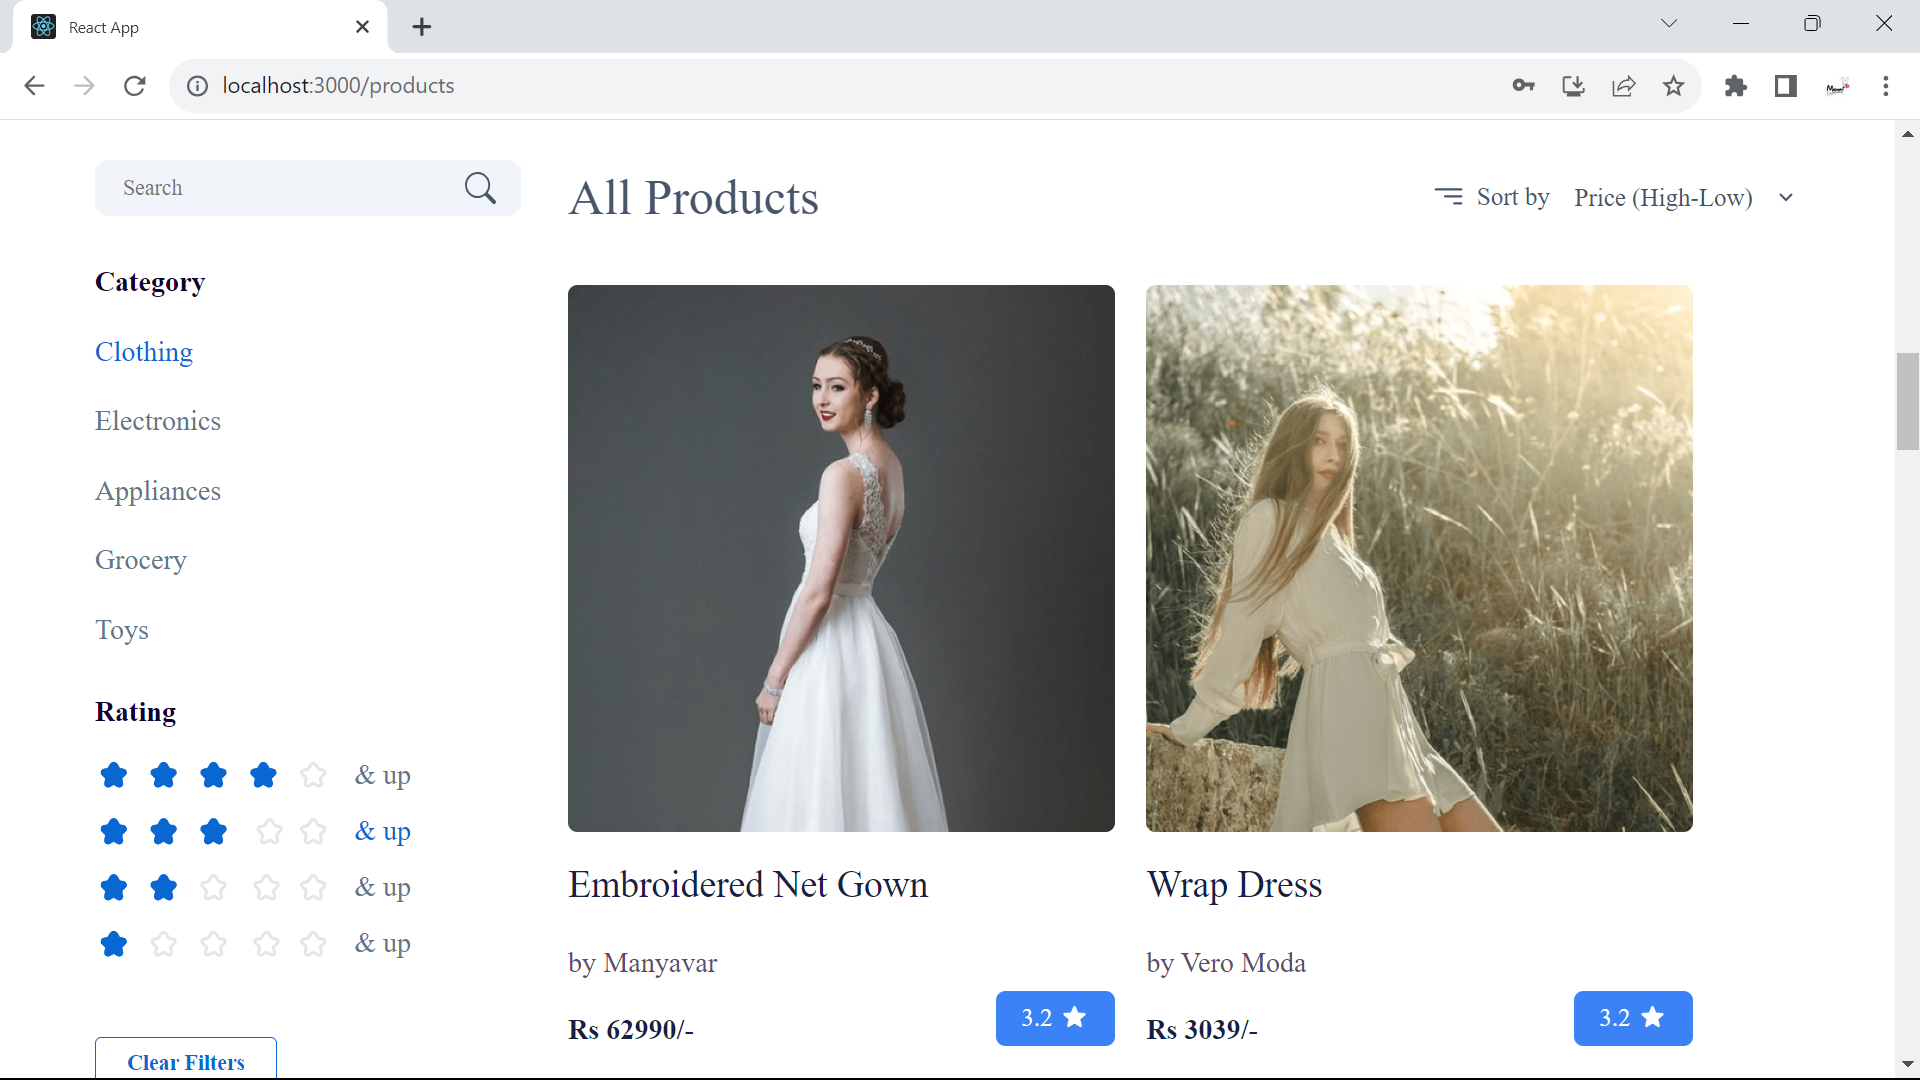 React App
localhost:3000/products
Search
All Products
Sort by Price (High-Low)
Category
Clothing
Electronics
Appliances
Grocery
Toys
Rating
& up
& up
& up
& up
Clear Filters
Embroidered Net Gown
by Manyavar
Rs 62990/-
3.2
Wrap Dress
by Vero Moda
Rs 3039/-
3.2